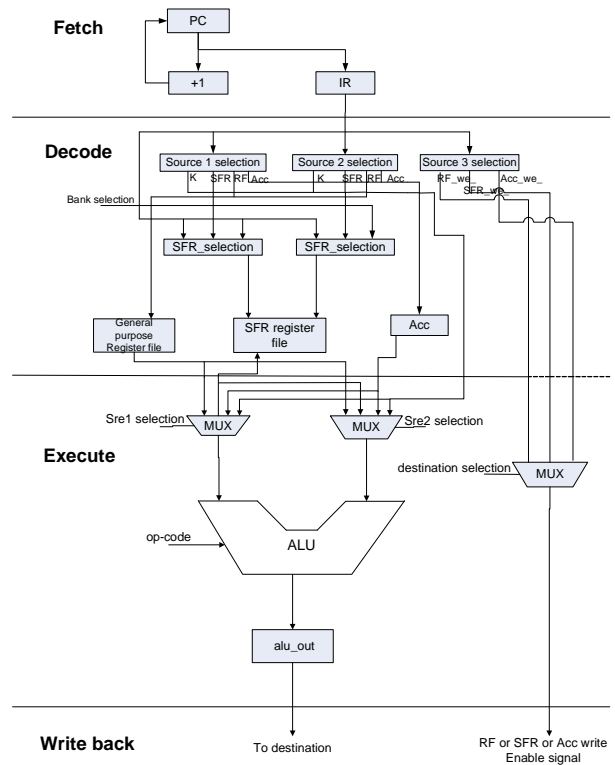 Fetch
PC
+1
IR
Decode
Source 1 selection
Source 2 selection
Source 3 selection
K
SFR
RF
Acc
K
SFR
RF
Acc
RF_we_
SFR_we_
Acc_we_
Bank selection
SFR_selection
SFR_selection
General
purpose
Register file
SFR register
file
Acc
Sre1 selection
MUX
MUX
Sre2 selection
Execute
destination selection
MUX
op-code
ALU
alu_out
Write back
To destination
RF or SFR or Acc write
Enable signal